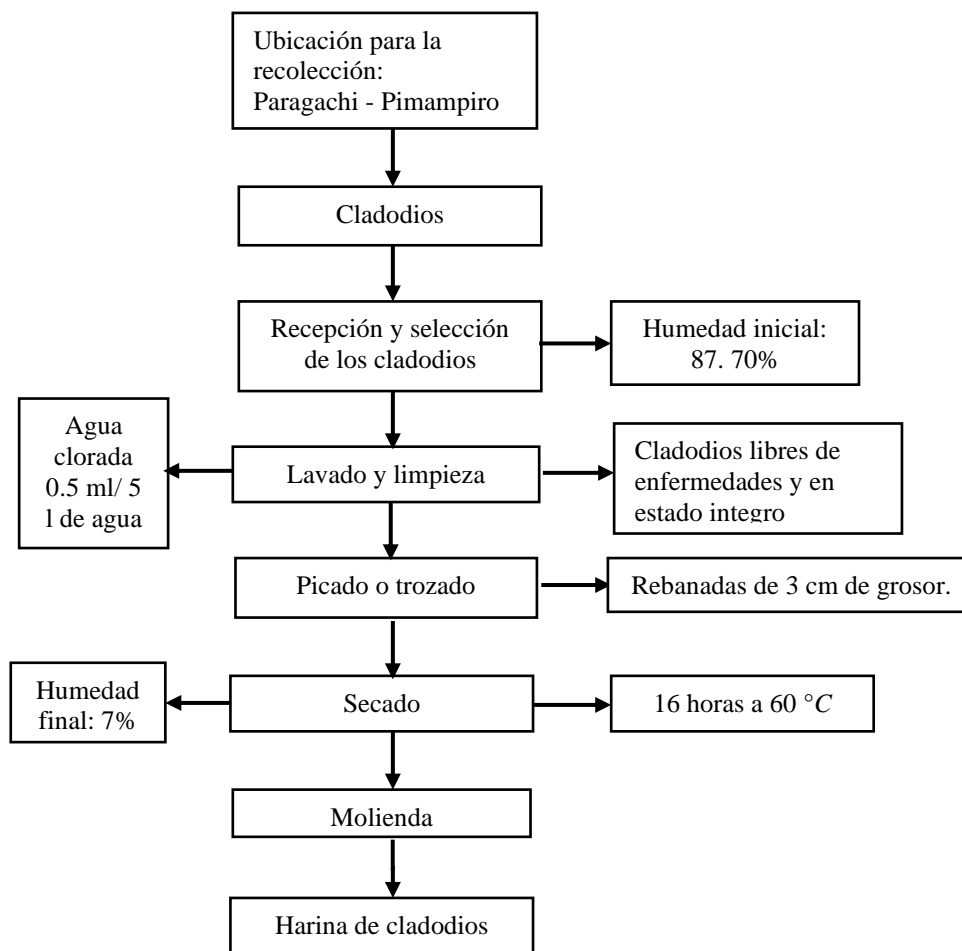 Ubicación para la
recolección:
Paragachi - Pimampiro
Cladodios
Recepción y selección
de los cladodios
Humedad inicial:
87. 70%
Agua
clorada
0.5 ml/ 5
l de agua
Lavado y limpieza
Cladodios libres de
enfermedades y en
estado integro
Picado o trozado
Rebanadas de 3 cm de grosor.
Humedad
final: 7%
Secado
16 horas a 60 °C
Molienda
Harina de cladodios